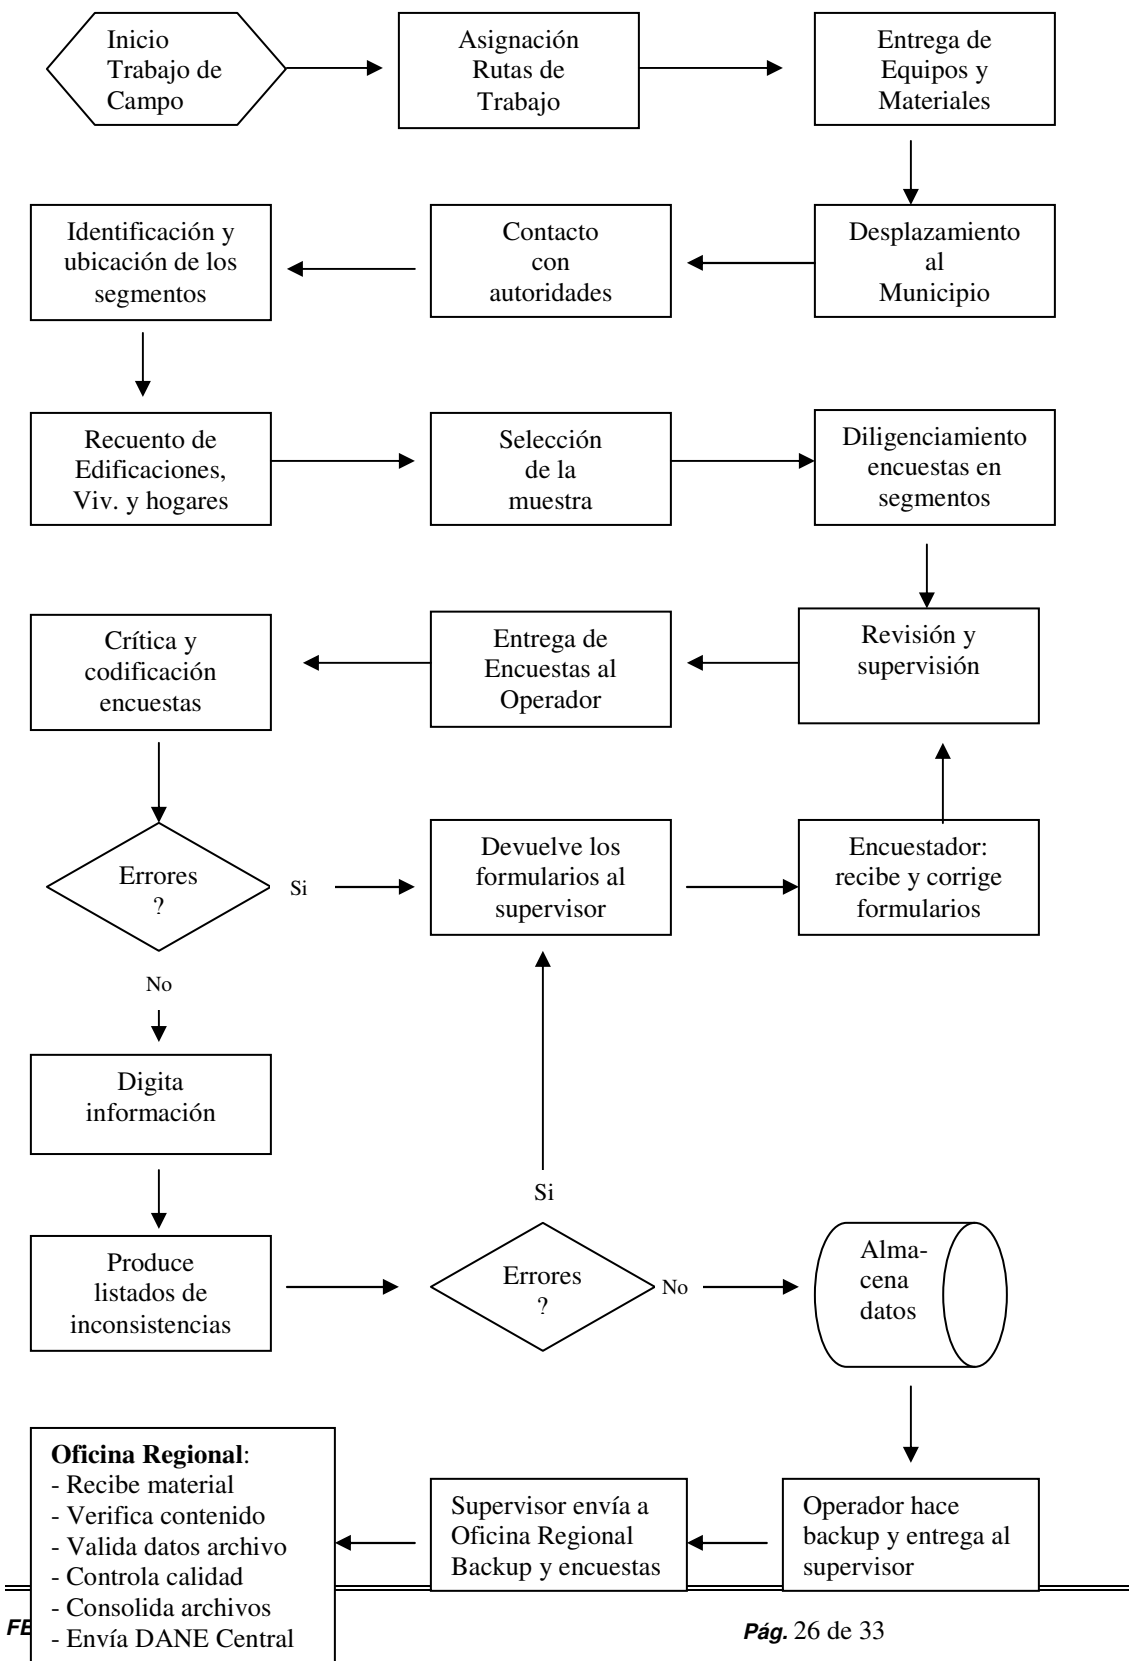 Inicio
Trabajo de
Campo
Asignación
Rutas de
Trabajo
Entrega de
Equipos y
Materiales
Identificación y
ubicación de los
segmentos
Contacto
con
autoridades
Desplazamiento
al
Municipio
Recuento de
Edificaciones,
Viv. y hogares
Selección
de la
muestra
Diligenciamiento
encuestas en
segmentos
Crítica y
codificación
encuestas
Entrega de
Encuestas al
Operador
Revisión y
supervisión
Errores
?
Si
Devuelve los
formularios al
supervisor
Encuestador:
recibe y corrige
formularios
No
Digita
información
Si
Produce
listados de
inconsistencias
Errores
?
No
Alma-
cena
datos
Oficina Regional:
- Recibe material
- Verifica contenido
- Valida datos archivo
- Controla calidad
- Consolida archivos
- Envía DANE Central
Supervisor envía a
Oficina Regional
Backup y encuestas
Operador hace
backup y entrega al
supervisor
Pág. 26 de 33